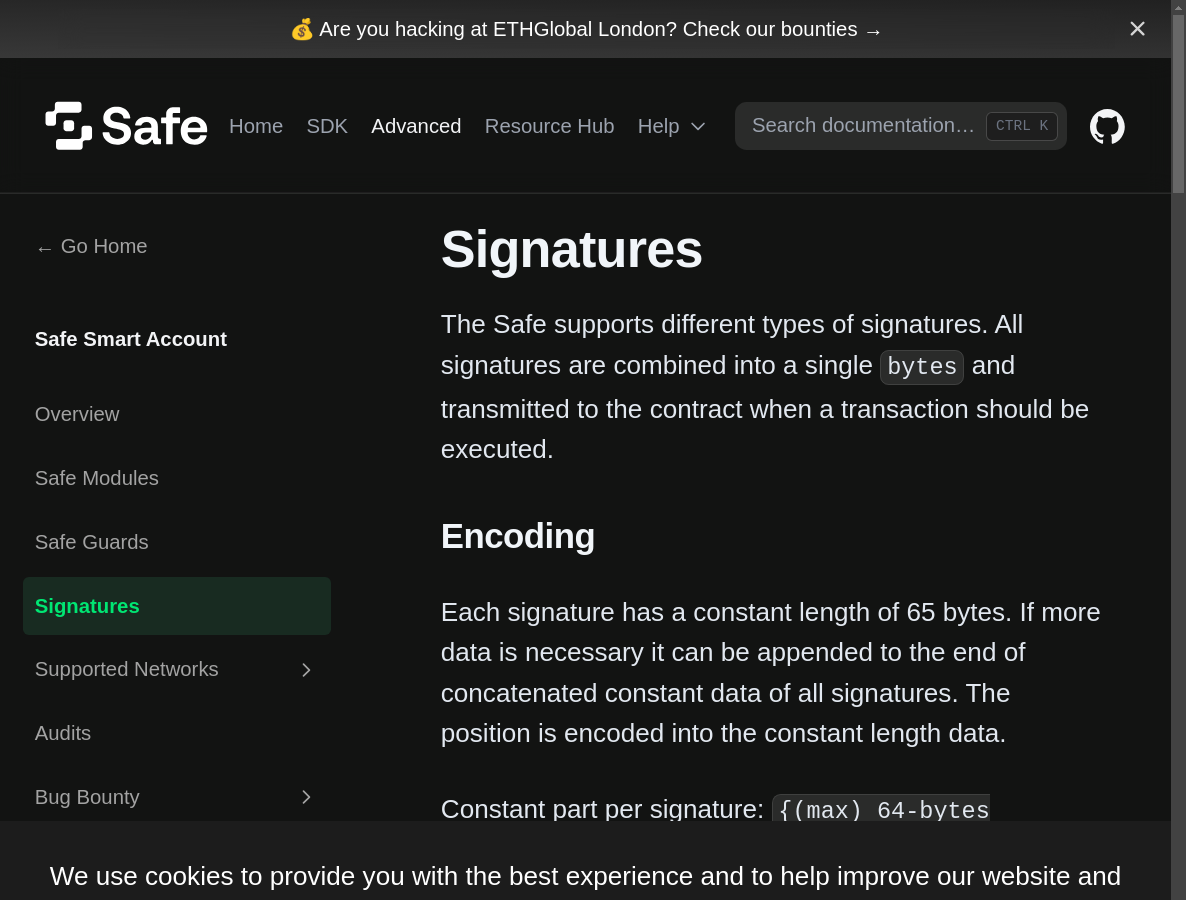 💰 Are you hacking at ETHGlobal London? Check our bounties →
Safe Home SDK Advanced Resource Hub Help Search documentation… CTRL K
← Go Home
Safe Smart Account
Overview
Safe Modules
Safe Guards
Signatures
Supported Networks
Audits
Bug Bounty
Signatures
The Safe supports different types of signatures. All
signatures are combined into a single bytes and
transmitted to the contract when a transaction should be
executed.
Encoding
Each signature has a constant length of 65 bytes. If more
data is necessary it can be appended to the end of
concatenated constant data of all signatures. The
position is encoded into the constant length data.
Constant part per signature: {(max) 64-bytes
We use cookies to provide you with the best experience and to help improve our website and